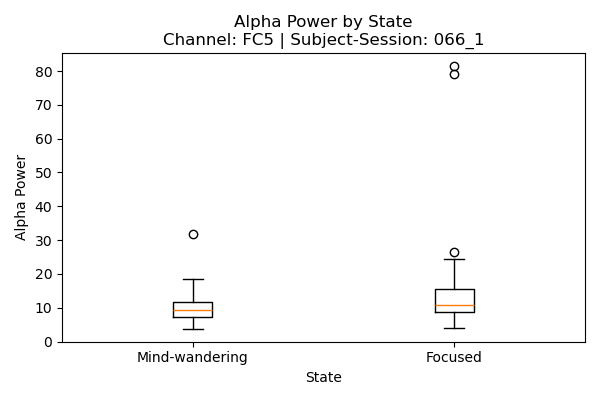 Alpha Power by State
Channel: FC5 | Subject-Session: 066_1
80
70
60
50
40
30
20
10
0
Alpha Power
Mind-wandering
Focused
State